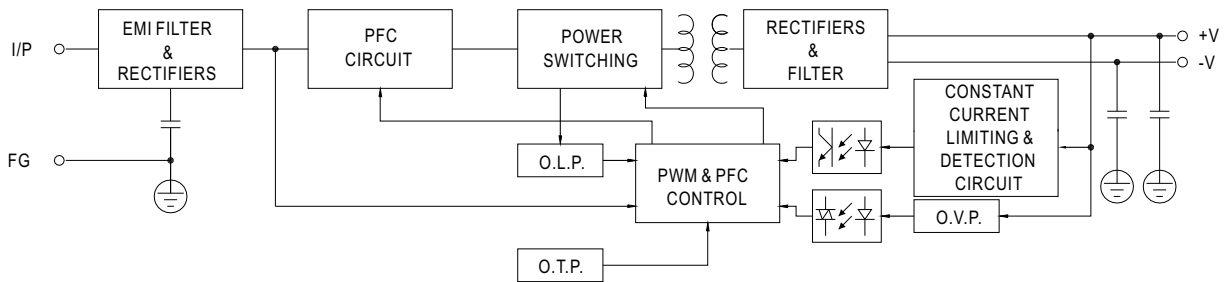 I/P
EMI FILTER
&
RECTIFIERS
PFC
CIRCUIT
POWER
SWITCHING
RECTIFIERS
&
FILTER
+V
-V
CONSTANT
CURRENT
LIMITING &
DETECTION
CIRCUIT
FG
O.L.P.
PWM & PFC
CONTROL
O.V.P.
O.T.P.